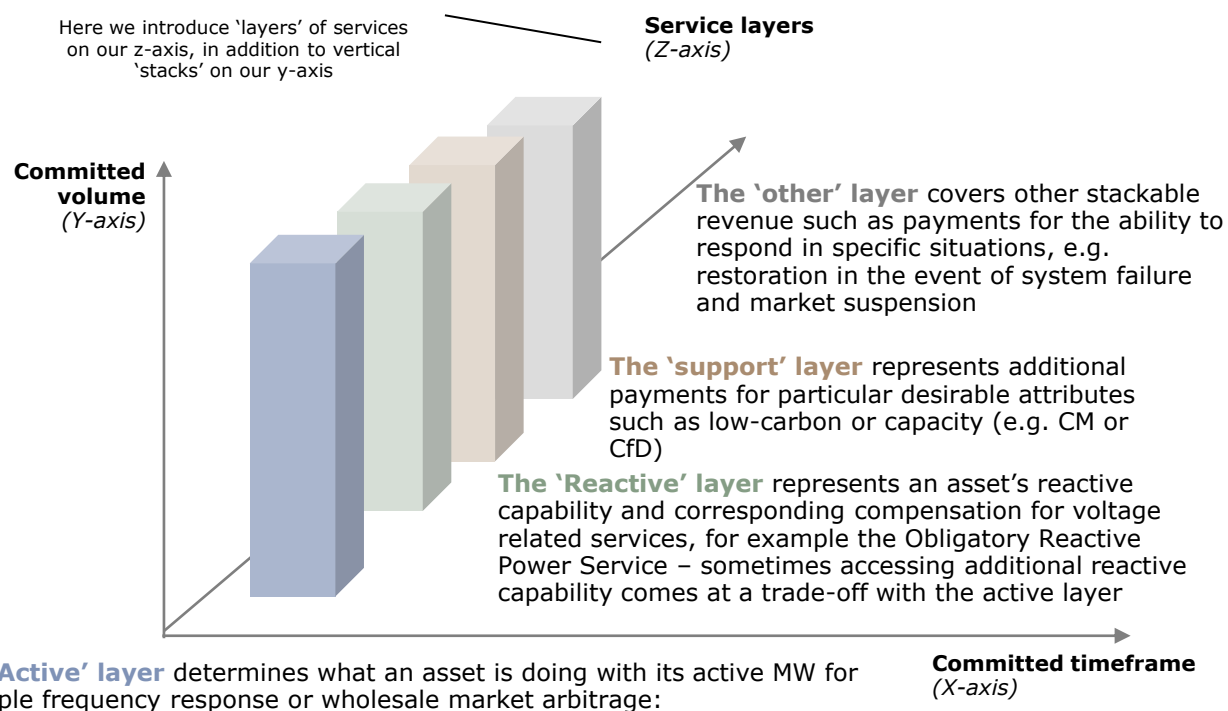 Here we introduce ‘layers’ of services
on our z-axis, in addition to vertical
‘stacks’ on our y-axis
Service layers
(Z-axis)
Committed
volume
(Y-axis)
The ‘other’ layer covers other stackable
revenue such as payments for the ability to
respond in specific situations, e.g.
restoration in the event of system failure
and market suspension
The ‘support’ layer represents additional
payments for particular desirable attributes
such as low-carbon or capacity (e.g. CM or
CfD)
The ‘Reactive’ layer represents an asset’s reactive
capability and corresponding compensation for voltage
related services, for example the Obligatory Reactive
Power Service – sometimes accessing additional reactive
capability comes at a trade-off with the active layer
Active’ layer determines what an asset is doing with its active MW for
ple frequency response or wholesale market arbitrage:
Committed timeframe
(X-axis)